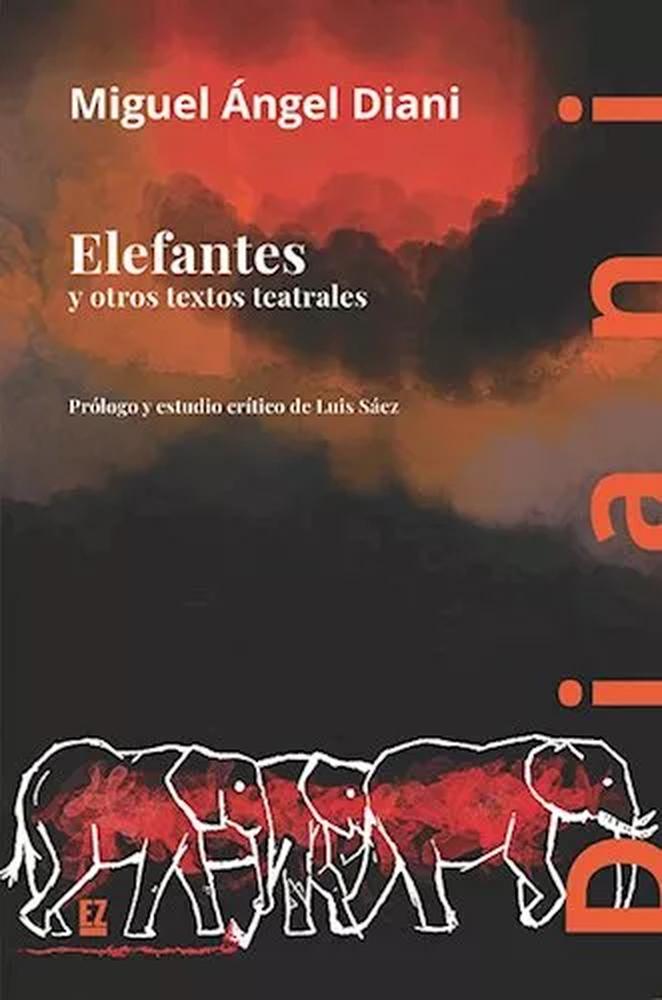 Miguel Ángel Diani
Elefantes
y otros textos teatrales
Prólogo y estudio crítico de Luis Sáez
Diani
EZ